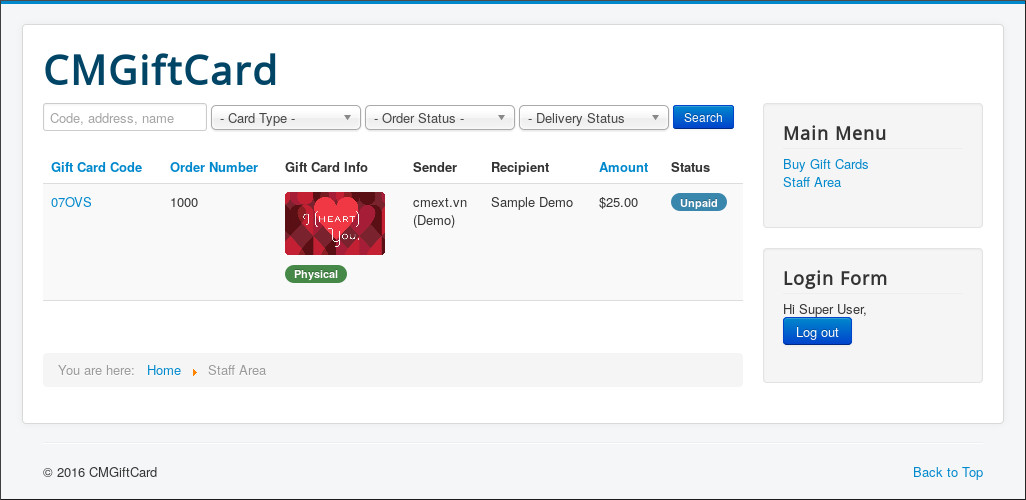 CMGiftCard
Code, address, name - Card Type - - Order Status - - Delivery Status Search
Gift Card Code Order Number Gift Card Info Sender Recipient Amount Status
07OVS 1000 cmext.vn Sample Demo $25.00 Unpaid
(Demo)
I (HEART)
You.
Physical
You are here: Home Staff Area
Main Menu
Buy Gift Cards
Staff Area
Login Form
Hi Super User,
Log out
© 2016 CMGiftCard Back to Top